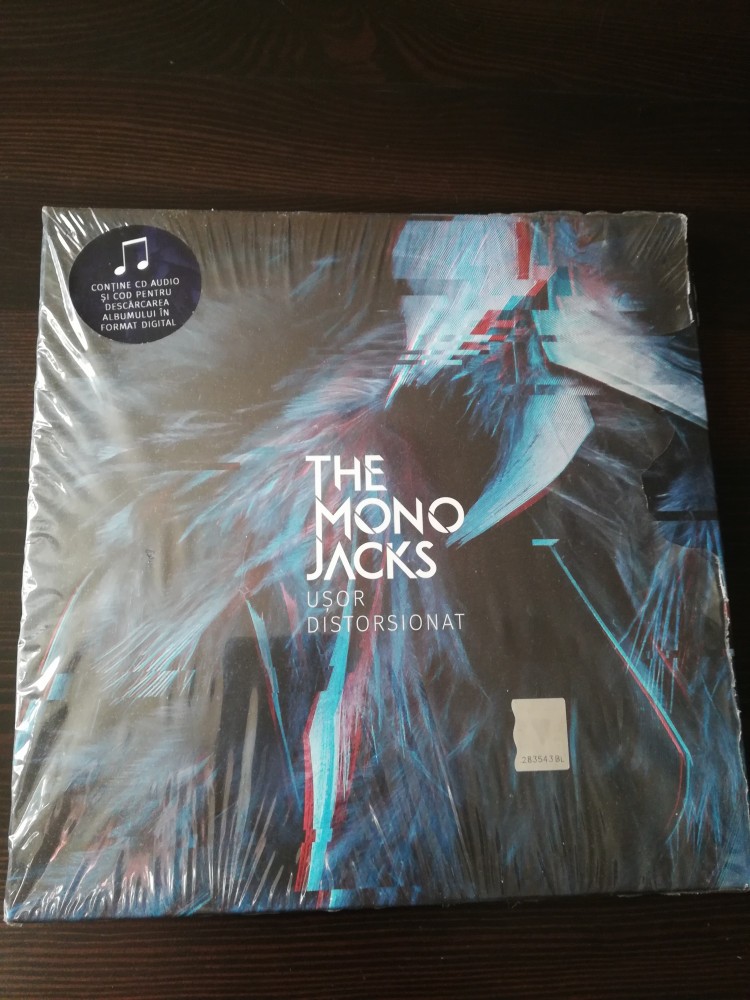 CONȚINE CD AUDIO
ȘI COD PENTRU
DESCĂRCAREA
ALBUMULUI ÎN
FORMAT DIGITAL
THE
MONO
JACKS
UȘOR
DISTORSIONAT